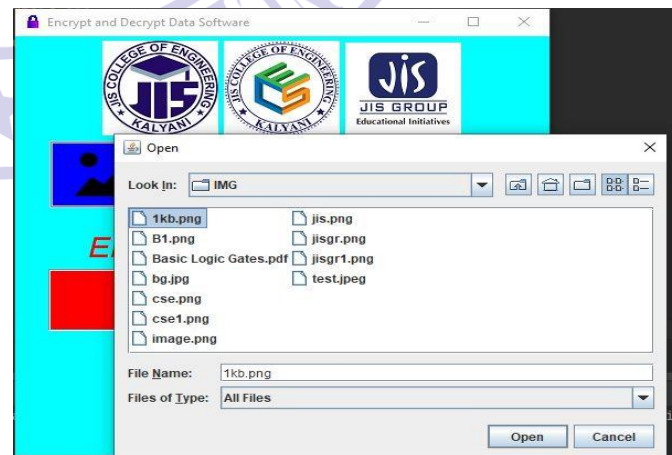 Encrypt and Decrypt Data Software
JIS COLLEGE OF ENGINEERING
JIS
KALYANI
JIS COLLEGE OF ENGINEERING
KALYANI
JIS
JIS GROUP
Educational Initiatives
Open
Look In:
IMG
1kb.png
B1.png
Basic Logic Gates.pdf
bg.jpg
cse.png
cse1.png
image.png
jis.png
jisgr.png
jisgr1.png
test.jpeg
File Name:
1kb.png
Files of Type:
All Files
Open
Cancel